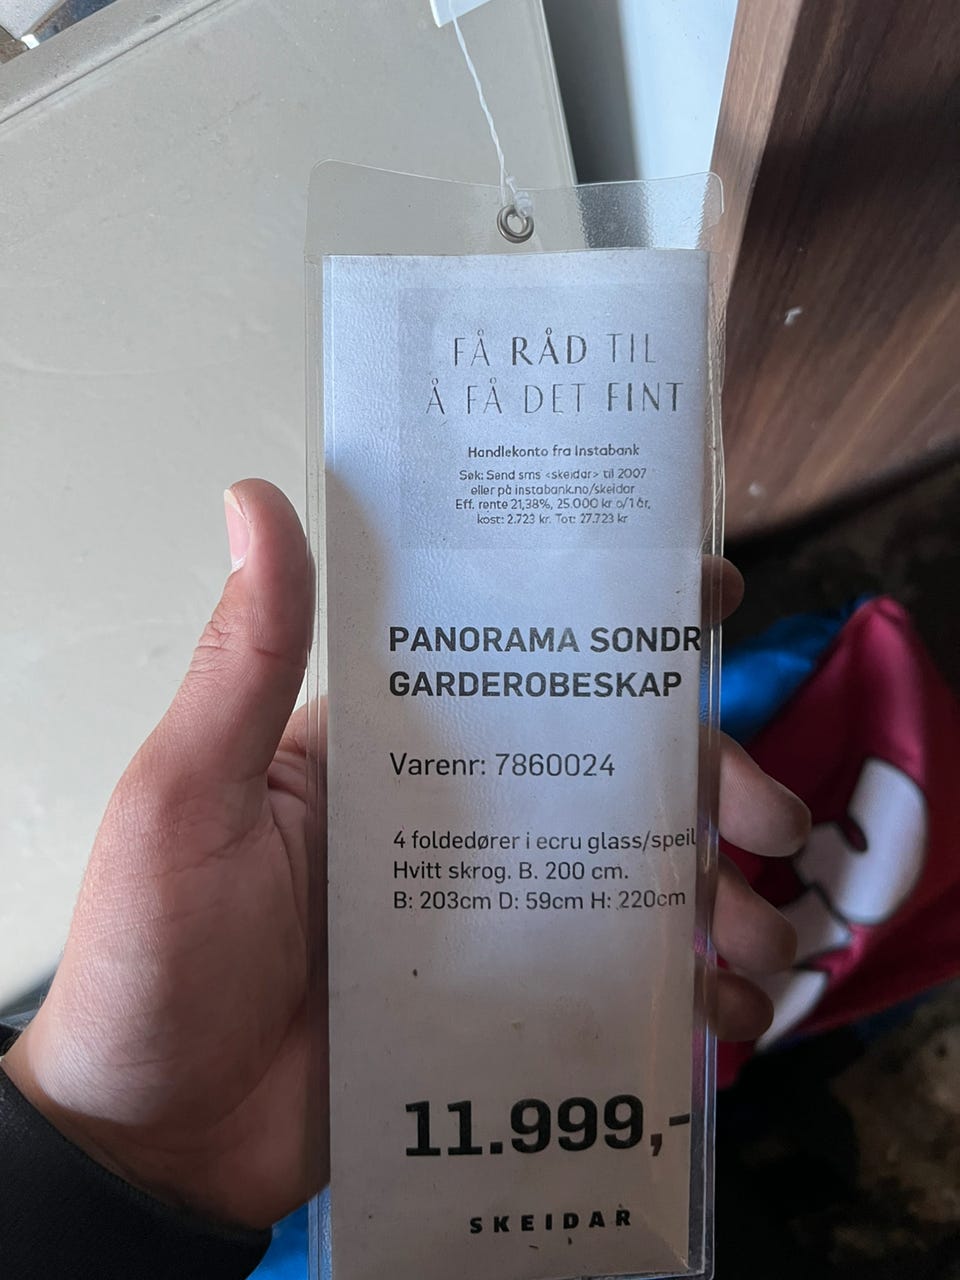 FÅ RÅD TIL
Å FÅ DET FINT
Handlekonto fra Instabank
Søk: Send sms <skeidar> til 2007
eller på instabank.no/skeidar
Eff. rente 21,38%, 25.000 kr o/1 år,
kost: 2.723 kr. Tot: 27.723 kr
PANORAMA SONDR
GARDEROBESKAP
Varenr: 7860024
4 foldedører i ecru glass/speil
Hvitt skrog. B. 200 cm.
B: 203cm D: 59cm H: 220cm
11.999,-
SKEIDAR